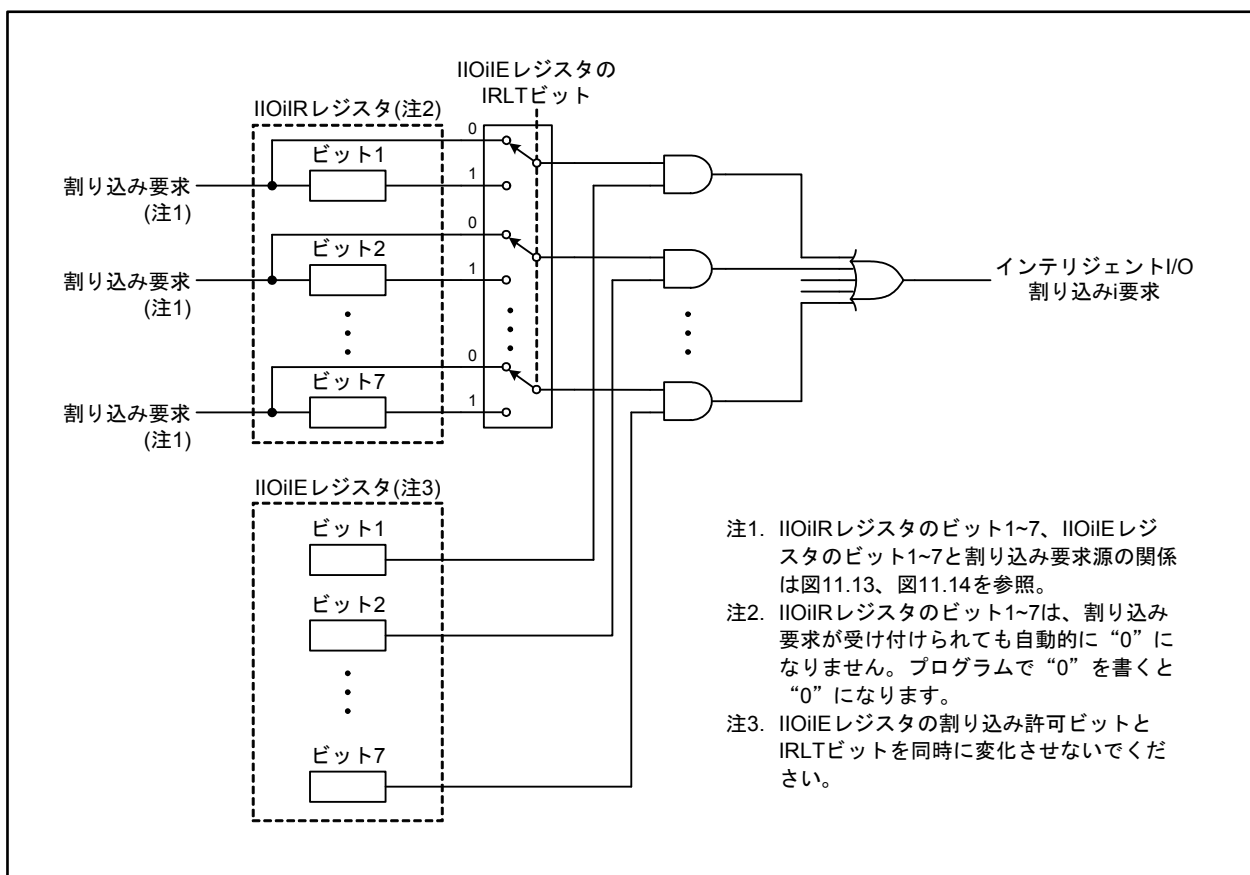 IIOiIEレジスタの
IRLTビット
IIOiIRレジスタ(注2)
0
ビット1
割り込み要求
(注1)
1
0
ビット2
割り込み要求
(注1)
1
インテリジェントI/O
割り込みi要求
0
ビット7
割り込み要求
(注1)
1
IIOiIEレジスタ(注3)
ビット1
ビット2
ビット7
注1. IIOiIRレジスタのビット1~7、IIOiIEレジ
スタのビット1~7と割り込み要求源の関係
は図11.13、図11.14を参照。
注2. IIOiIRレジスタのビット1~7は、割り込み
要求が受け付けられても自動的に“0”に
なりません。プログラムで“0”を書くと
“0”になります。
注3. IIOiIEレジスタの割り込み許可ビットと
IRLTビットを同時に変化させないでくだ
さい。